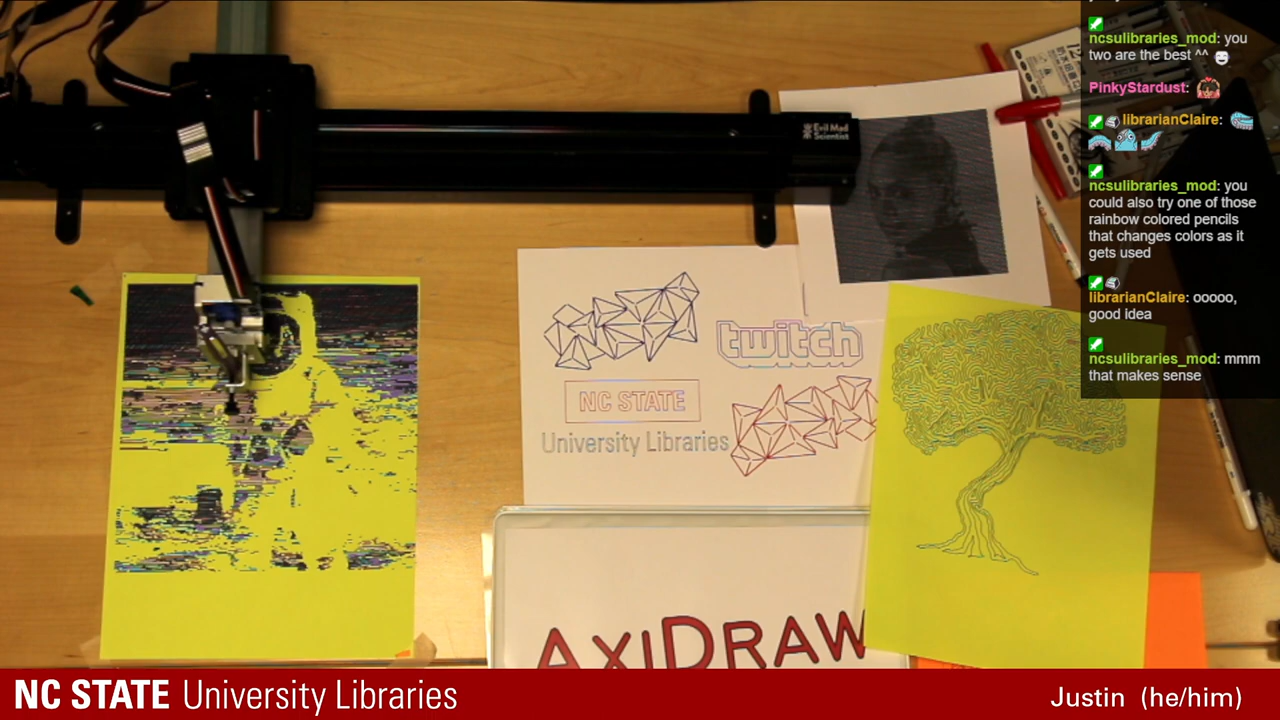 ncsulibraries_mod: you
two are the best ^^
PinkyStardust:
librarianClaire:
ncsulibraries_mod: you
could also try one of those
rainbow colored pencils
that changes colors as it
gets used
librarianClaire: ooooo,
good idea
ncsulibraries_mod: mmm
that makes sense
Evil Mad
Scientist
twitch
NC STATE
University Libraries
AXIDRAW
NC STATE University Libraries
Justin (he/him)